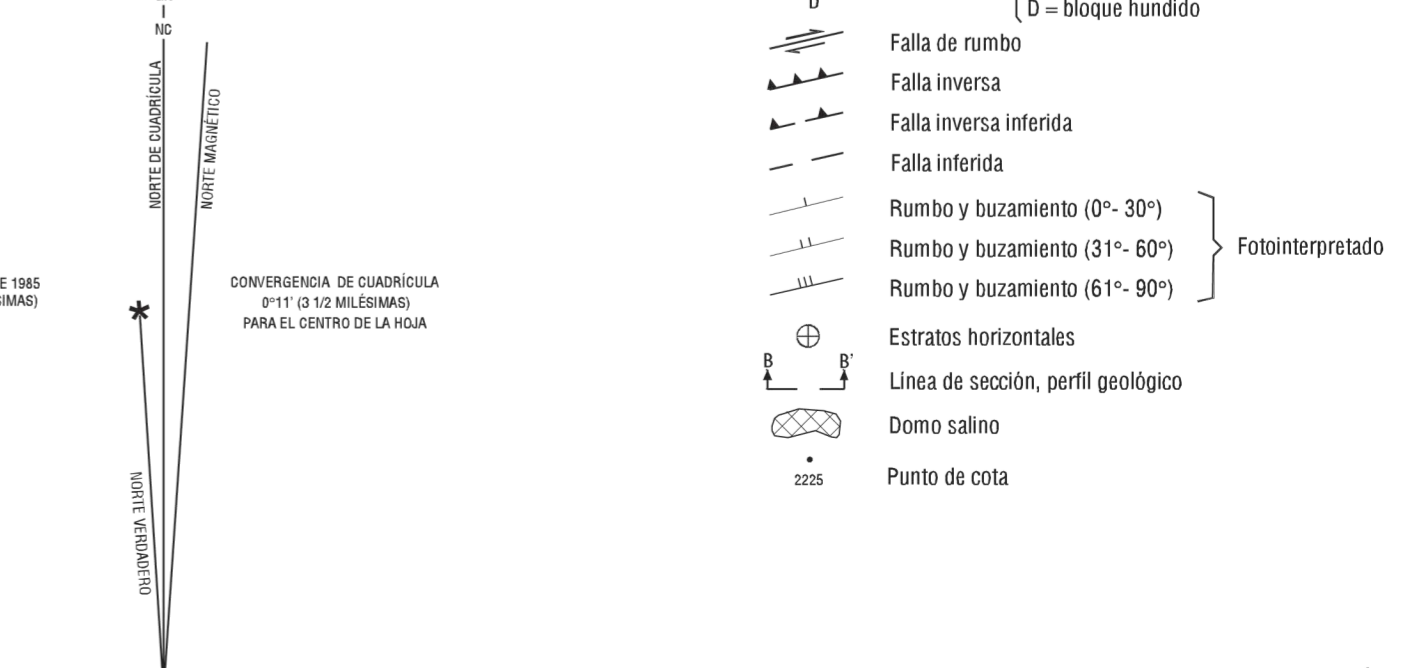 NC
NORTE DE CUADRÍCULA
NORTE MAGNÉTICO
NORTE VERDADERO
E 1985
CONVERGENCIA DE CUADRÍCULA
0°11' (3 1/2 MILÉSIMAS)
PARA EL CENTRO DE LA HOJA
D = bloque hundido
Falla de rumbo
Falla inversa
Falla inversa inferida
Falla inferida
Rumbo y buzamiento (0°- 30°)
Rumbo y buzamiento (31°- 60°)
Rumbo y buzamiento (61°- 90°)
Fotointerpretado
Estratos horizontales
B B'
Línea de sección, perfil geológico
Domo salino
2225 Punto de cota